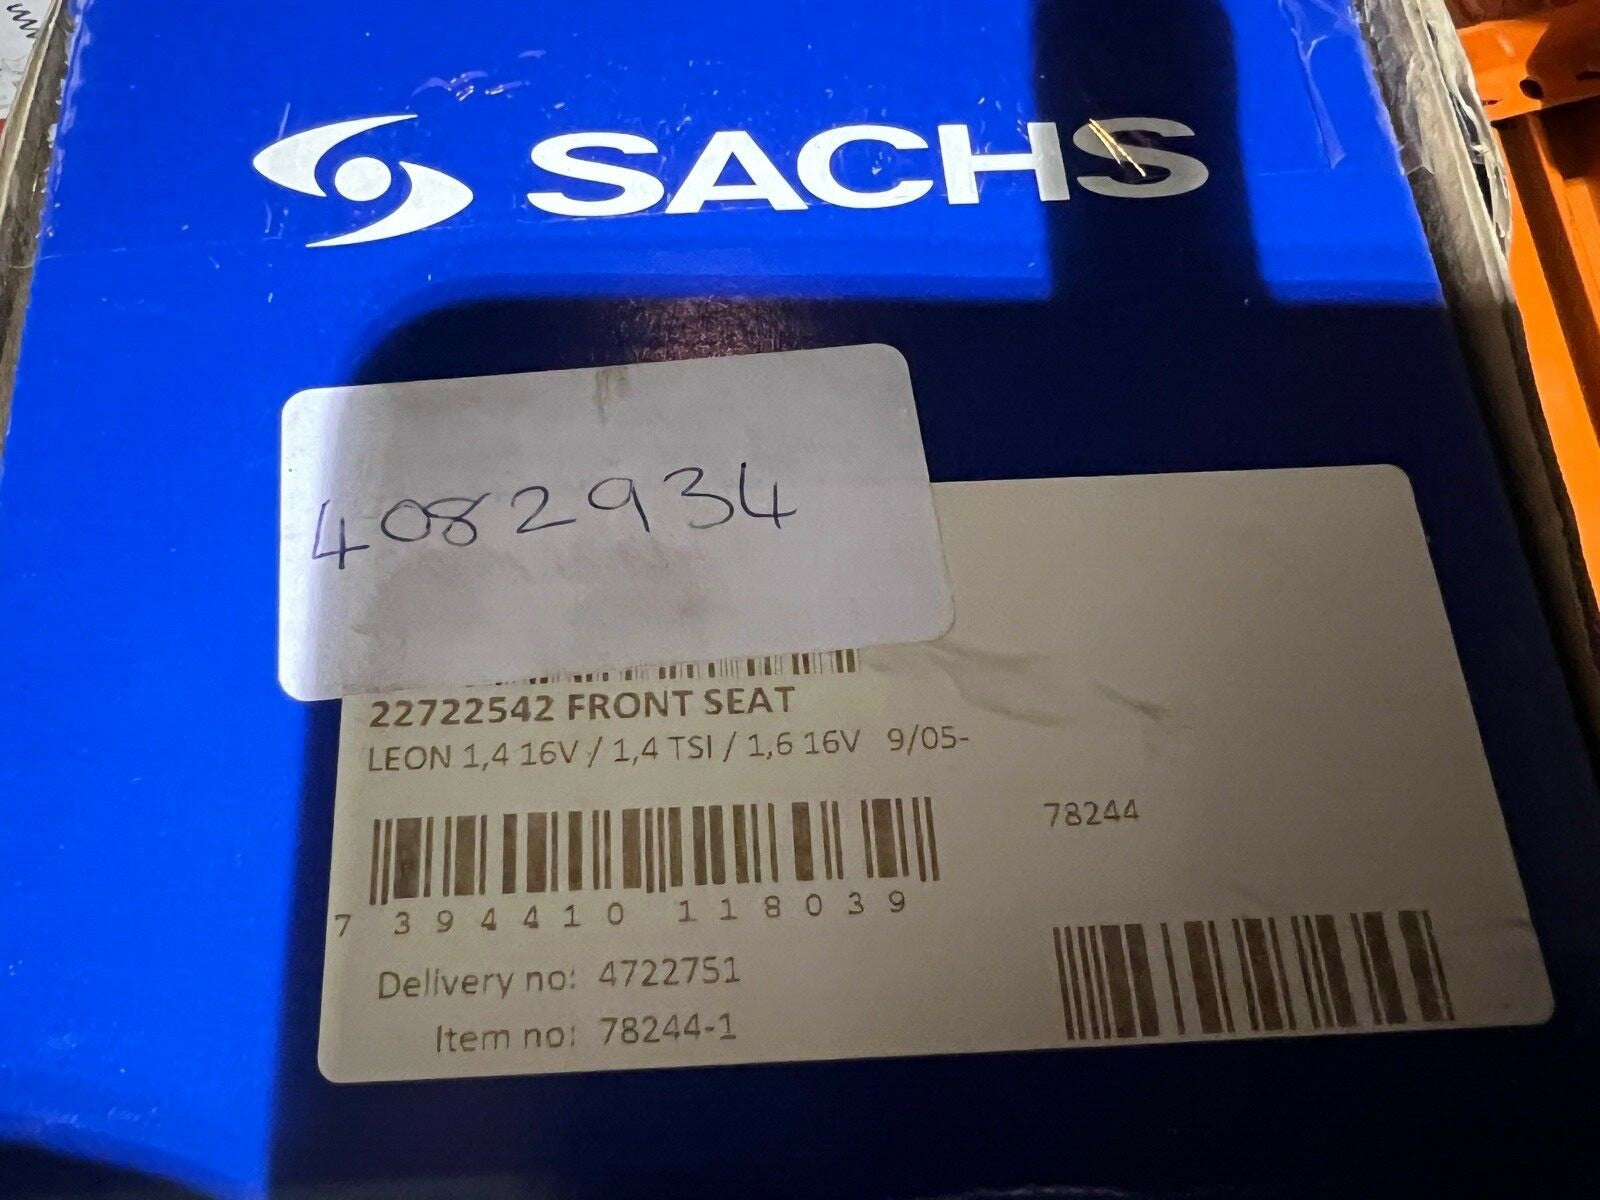 SACHS
4082934
22722542 FRONT SEAT
LEON 1,4 16V / 1,4 TSI / 1,6 16V 9/05-
78244
7 394410 118039
Delivery no: 4722751
Item no: 78244-1